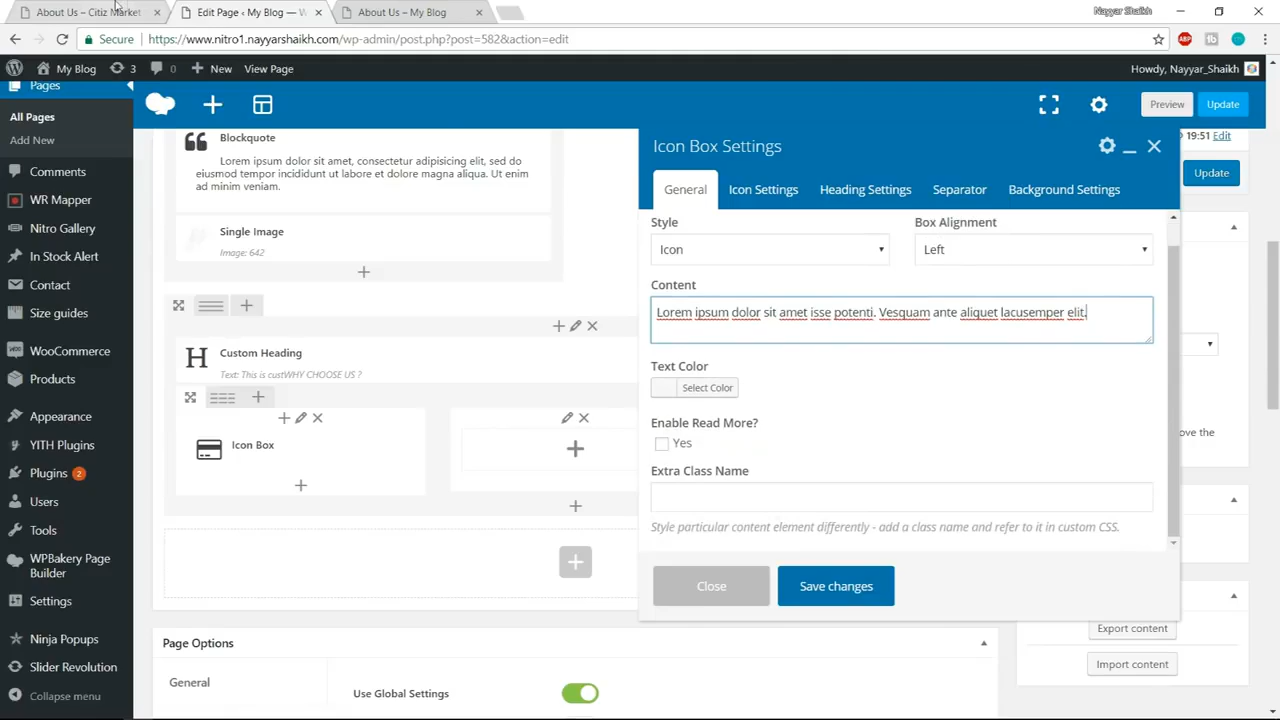 About Us – Citiz Market
Edit Page ‹ My Blog —
About Us – My Blog
Nayyar Shaikh
Secure
https://www.nitro1.nayyarshaikh.com/wp-admin/post.php?post=582&action=edit
My Blog
3
0
New
View Page
Howdy, Nayyar_Shaikh
Pages
All Pages
Add New
Comments
WR Mapper
Nitro Gallery
In Stock Alert
Contact
Size guides
WooCommerce
Products
Appearance
YITH Plugins
Plugins 2
Users
Tools
WPBakery Page
Builder
Settings
Ninja Popups
Slider Revolution
Collapse menu
Preview
Update
19:51 Edit
Update
Blockquote
Lorem ipsum dolor sit amet, consectetur adipisicing elit, sed do
eiusmod tempor incididunt ut labore et dolore magna aliqua. Ut enim
ad minim veniam.
Single Image
Image: 642
Custom Heading
Text: This is custWHY CHOOSE US ?
Icon Box
Icon Box Settings
General
Icon Settings
Heading Settings
Separator
Background Settings
Style
Box Alignment
Icon
Left
Content
Lorem ipsum dolor sit amet isse potenti. Vesquam ante aliquet lacusemper elit.
Text Color
Select Color
Enable Read More?
Yes
Extra Class Name
Style particular content element differently - add a class name and refer to it in custom CSS.
Close
Save changes
ove the
Export content
Import content
Page Options
General
Use Global Settings